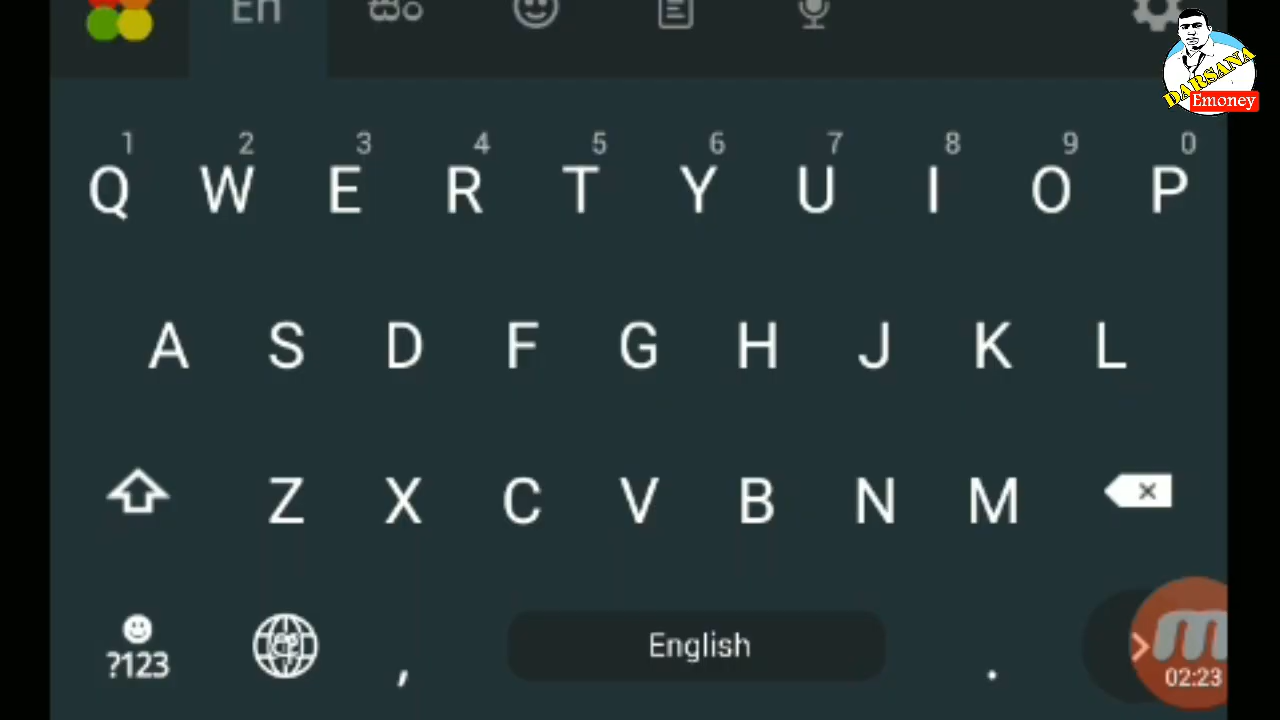 En සිං
1 2 3 4 5 6 7 8 9 0
Q W E R T Y U I O P
A S D F G H J K L
Z X C V B N M
?123 , English .
02:23
DARSANA
Emoney